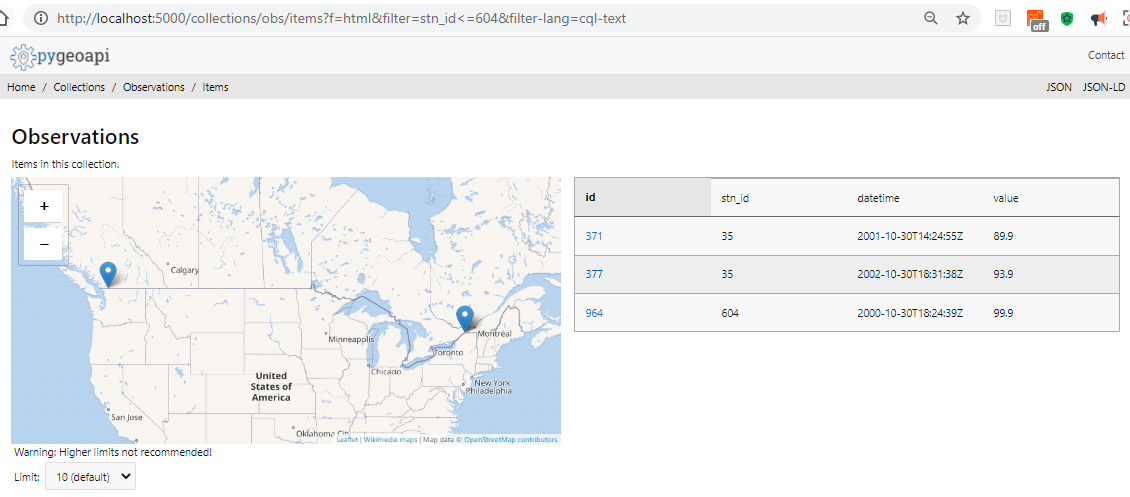 http://localhost:5000/collections/obs/items?f=html&filter=stn_id<=604&filter-lang=cql-text
off
pygeoapi
Contact
Home / Collections / Observations / Items
JSON JSON-LD
Observations
Items in this collection.
+
−
Calgary
Montréal
Minneapolis
Toronto
Chicago
New York
Philadelphia
United
States of
America
San Jose
Oklahoma City
Leaflet | Wikimedia maps | Map data © OpenStreetMap contributors
id stn_id datetime value
371 35 2001-10-30T14:24:55Z 89.9
377 35 2002-10-30T18:31:38Z 93.9
964 604 2000-10-30T18:24:39Z 99.9
Warning: Higher limits not recommended!
Limit: 10 (default)